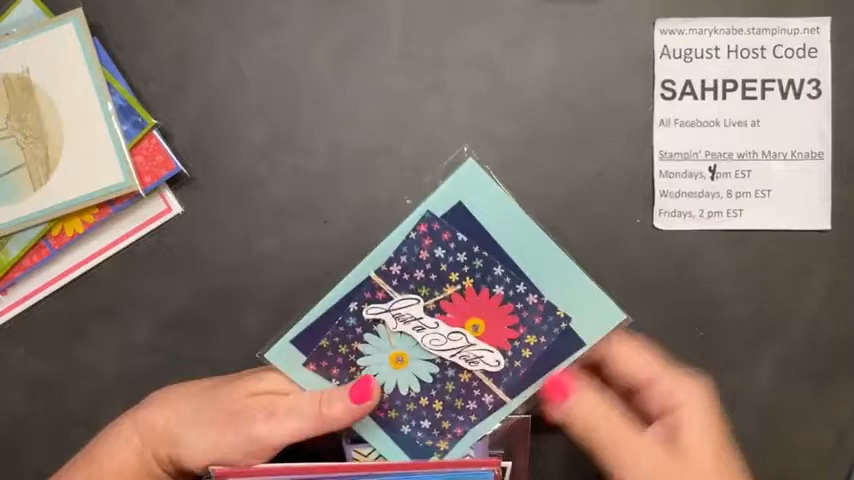 www.maryknabe.stampinup.net
August Host Code
SAHPEFW3
All Facebook Lives at
Stampin' Peace with Mary Knabe
Mondays, 4pm EST
Wednesdays, 8 pm EST
Fridays, 2 pm EST
Just a Note